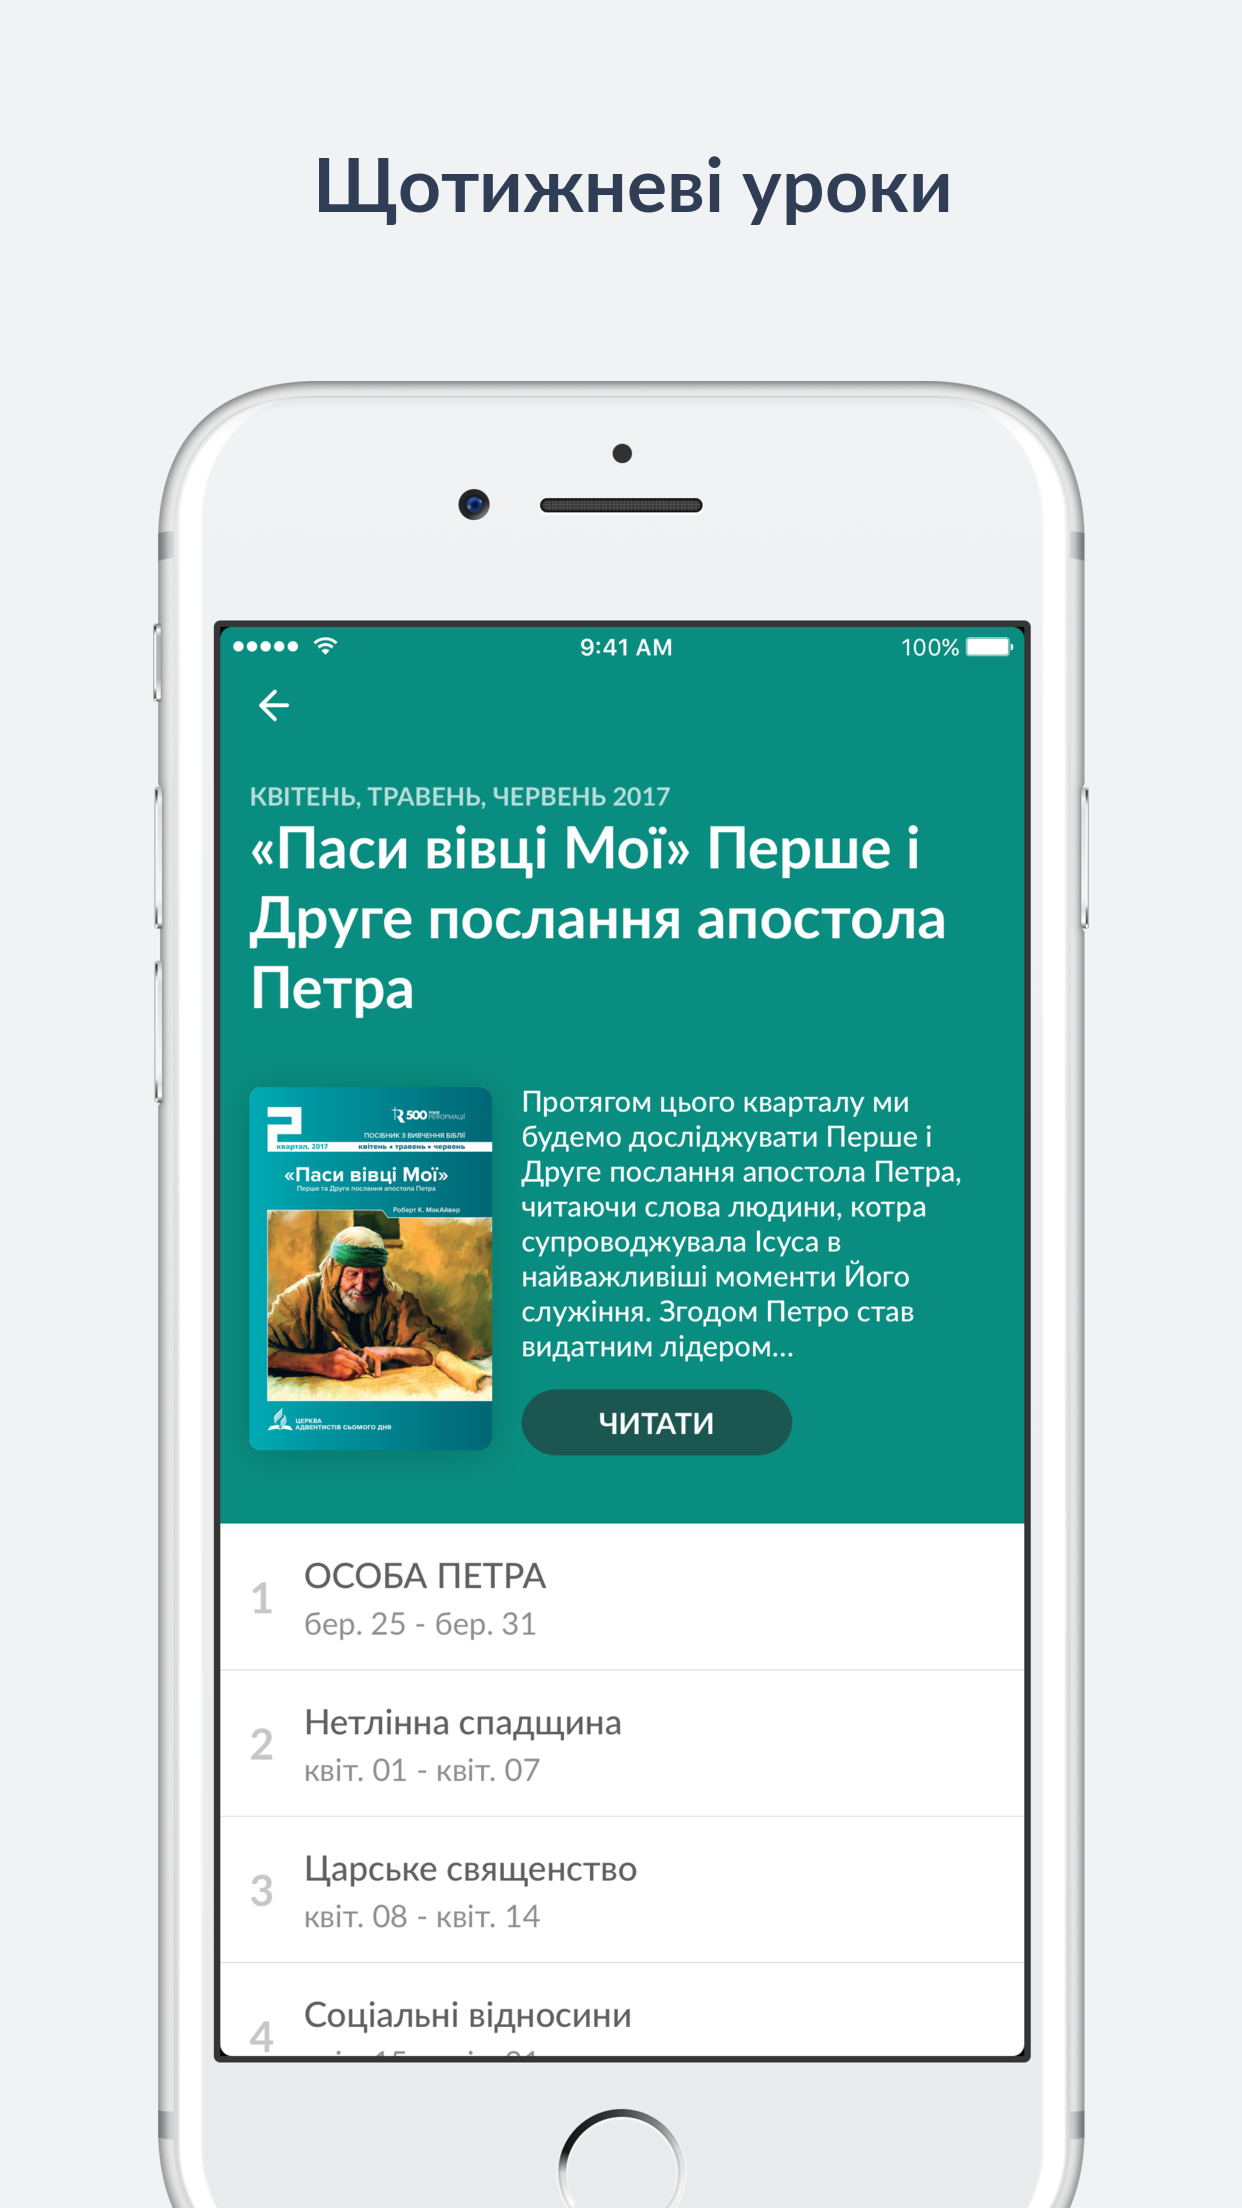 Щотижневі уроки
9:41 AM
100%
КВІТЕНЬ, ТРАВЕНЬ, ЧЕРВЕНЬ 2017
«Паси вівці Мої» Перше і
Друге послання апостола
Петра
R 500 РОКІВ РЕФОРМАЦІЇ
ПОСІБНИК З ВИВЧЕННЯ БІБЛІЇ
2
квартал, 2017
квітень • травень • червень
«Паси вівці Мої»
Перше та Друге послання апостола Петра
Роберт К. МакАйвер
ЦЕРКВА
АДВЕНТИСТІВ СЬОМОГО ДНЯ
Протягом цього кварталу ми
будемо досліджувати Перше і
Друге послання апостола Петра,
читаючи слова людини, котра
супроводжувала Ісуса в
найважливіші моменти Його
служіння. Згодом Петро став
видатним лідером...
ЧИТАТИ
1
ОСОБА ПЕТРА
бер. 25 - бер. 31
2
Нетлінна спадщина
квіт. 01 - квіт. 07
3
Царське священство
квіт. 08 - квіт. 14
4
Соціальні відносини